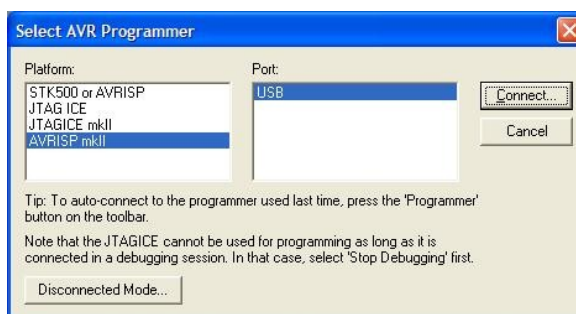 Select AVR Programmer
Platform:
Port:
STK500 or AVRISP
JTAG ICE
JTAGICE mkII
AVRISP mkII
USB
Connect...
Cancel
Tip: To auto-connect to the programmer used last time, press the 'Programmer'
button on the toolbar.
Note that the JTAGICE cannot be used for programming as long as it is
connected in a debugging session. In that case, select 'Stop Debugging' first.
Disconnected Mode...